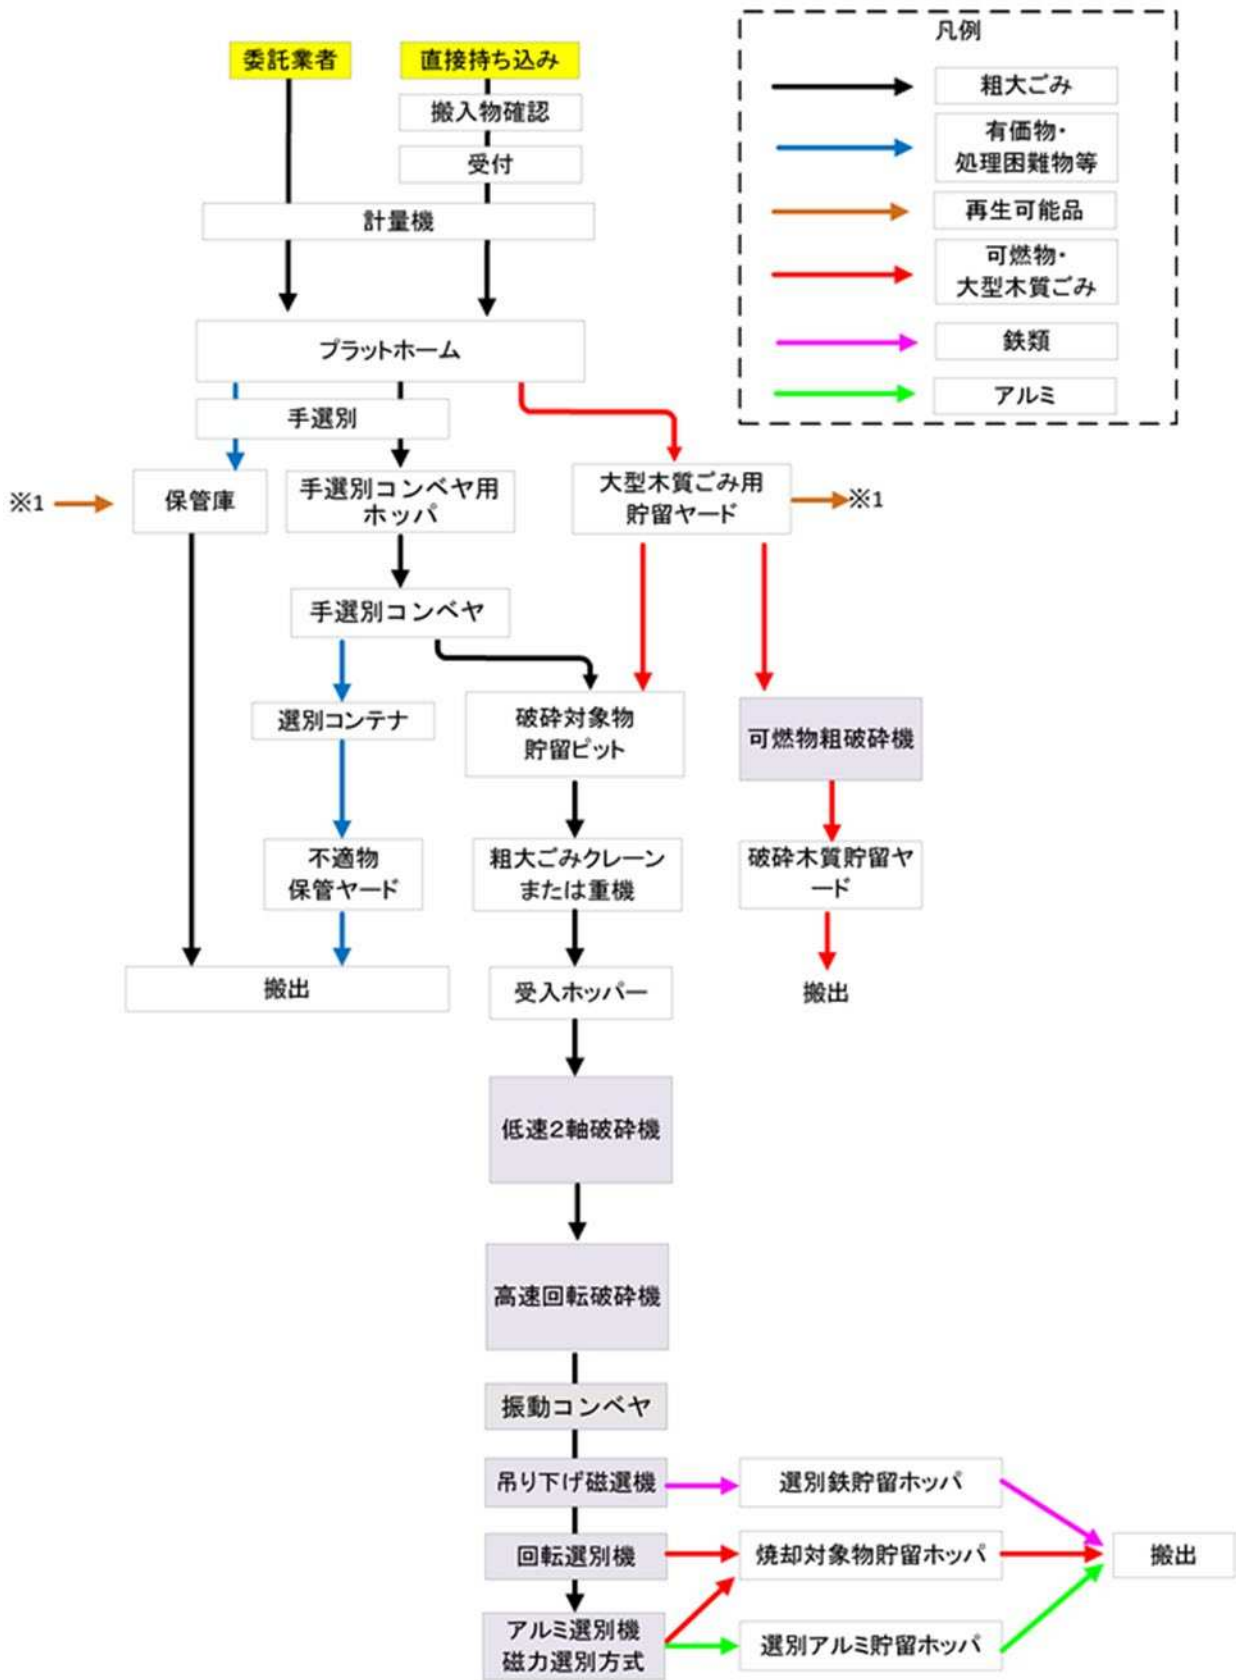 凡例
粗大ごみ
有価物・
処理困難物等
再生可能品
可燃物・
大型木質ごみ
鉄類
アルミ
委託業者
直接持ち込み
搬入物確認
受付
計量機
プラットホーム
手選別
※1
保管庫
手選別コンベヤ用
ホッパ
大型木質ごみ用
貯留ヤード
※1
手選別コンベヤ
選別コンテナ
破砕対象物
貯留ピット
可燃物粗破砕機
不適物
保管ヤード
粗大ごみクレーン
または重機
破砕木質貯留ヤ
ード
搬出
受入ホッパー
搬出
低速2軸破砕機
高速回転破砕機
振動コンベヤ
吊り下げ磁選機
選別鉄貯留ホッパ
回転選別機
焼却対象物貯留ホッパ
搬出
アルミ選別機
磁力選別方式
選別アルミ貯留ホッパ